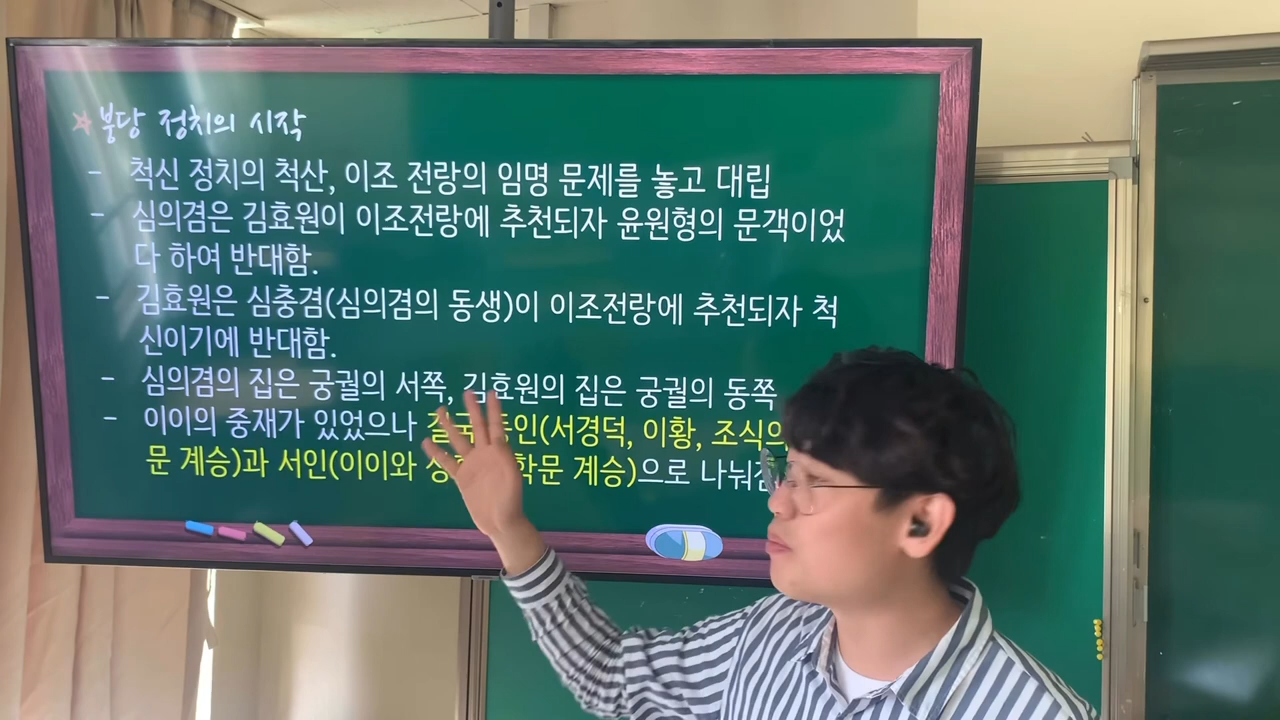 붕당 정치의 시작
- 척신 정치의 척산, 이조 전랑의 임명 문제를 놓고 대립
- 심의겸은 김효원이 이조전랑에 추천되자 윤원형의 문객이었
다 하여 반대함.
- 김효원은 심충겸(심의겸의 동생)이 이조전랑에 추천되자 척
신이기에 반대함.
- 심의겸의 집은 궁궐의 서쪽, 김효원의 집은 궁궐의 동쪽
- 이이의 중재가 있었으나 결국 동인(서경덕, 이황, 조식의
문 계승)과 서인(이이와 학문 계승)으로 나눠